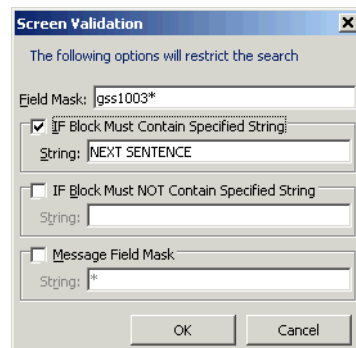 Screen Validation
The following options will restrict the search
Field Mask: gss1003*
IF Block Must Contain Specified String
String: NEXT SENTENCE
IF Block Must NOT Contain Specified String
String:
Message Field Mask
String: *
OK Cancel